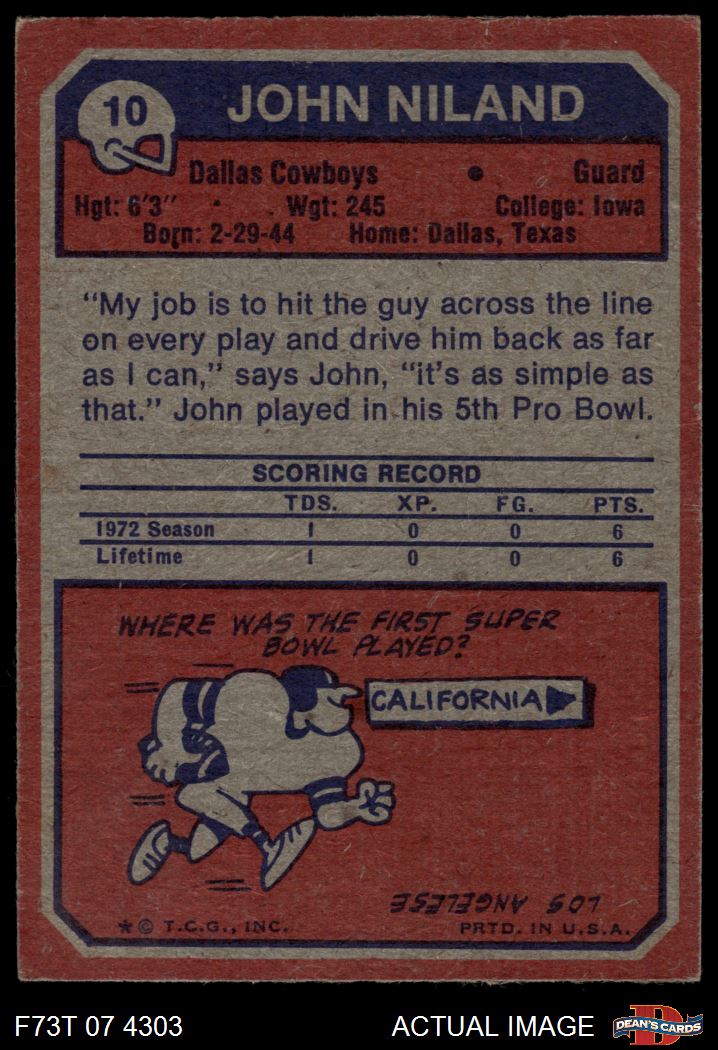 10
JOHN NILAND
Dallas Cowboys • Guard
Hgt: 6'3" Wgt: 245 College: Iowa
Born: 2-29-44 Home: Dallas, Texas
"My job is to hit the guy across the line
on every play and drive him back as far
as I can," says John, "it's as simple as
that." John played in his 5th Pro Bowl.
SCORING RECORD
TDS. XP. FG. PTS.
1972 Season 1 0 0 6
Lifetime 1 0 0 6
WHERE WAS THE FIRST SUPER
BOWL PLAYED?
CALIFORNIA
LOS ANGELESE
* © T.C.G., INC. PRTD. IN U.S.A.
F73T 07 4303 ACTUAL IMAGE DEAN'S CARDS